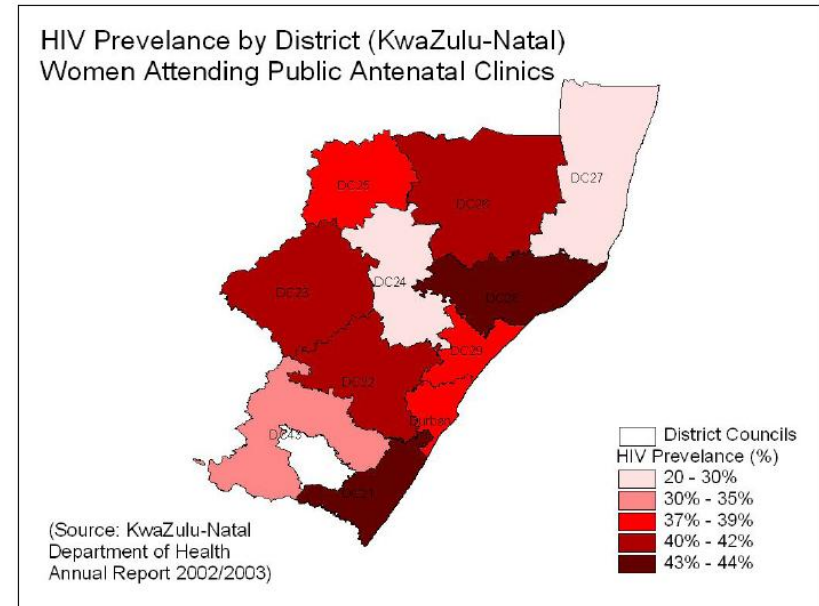 HIV Prevelance by District (KwaZulu-Natal)
Women Attending Public Antenatal Clinics
DC27
DC25
DC26
DC24
DC23
DC28
DC29
DC22
Durban
DC43
DC21
District Councils
HIV Prevelance (%)
20 - 30%
30% - 35%
37% - 39%
40% - 42%
43% - 44%
(Source: KwaZulu-Natal
Department of Health
Annual Report 2002/2003)